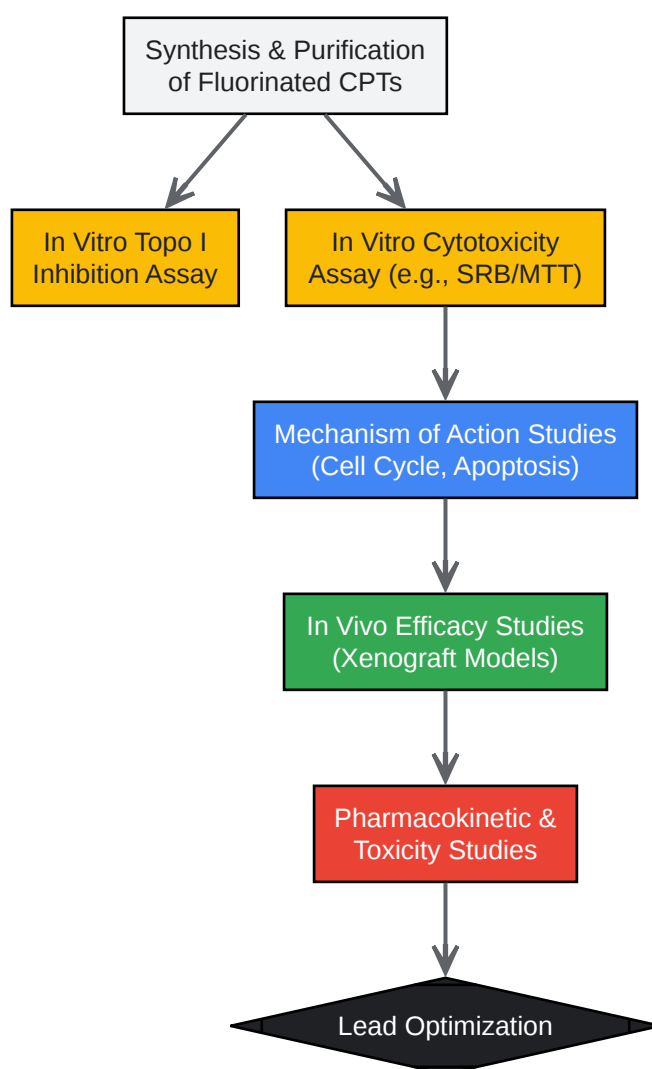 Synthesis & Purification
of Fluorinated CPTs
In Vitro Topo I
Inhibition Assay
In Vitro Cytotoxicity
Assay (e.g., SRB/MTT)
Mechanism of Action Studies
(Cell Cycle, Apoptosis)
In Vivo Efficacy Studies
(Xenograft Models)
Pharmacokinetic &
Toxicity Studies
Lead Optimization